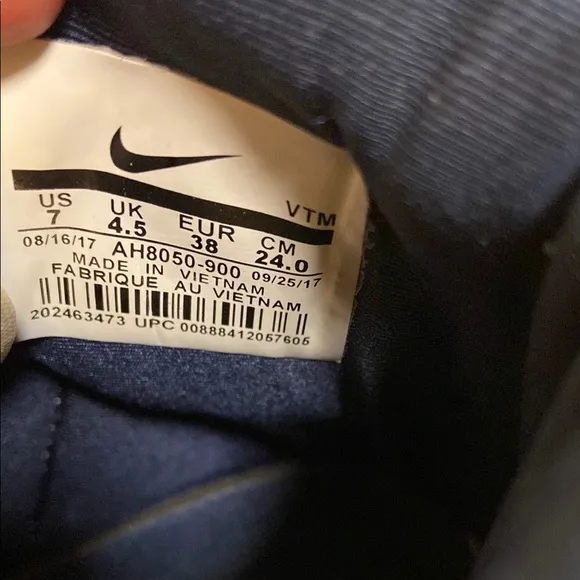 US UK EUR CM VTM
7 4.5 38 24.0
08/16/17 AH8050-900 09/25/17
MADE IN VIETNAM
FABRIQUE AU VIETNAM
202463473 UPC 00888412057605